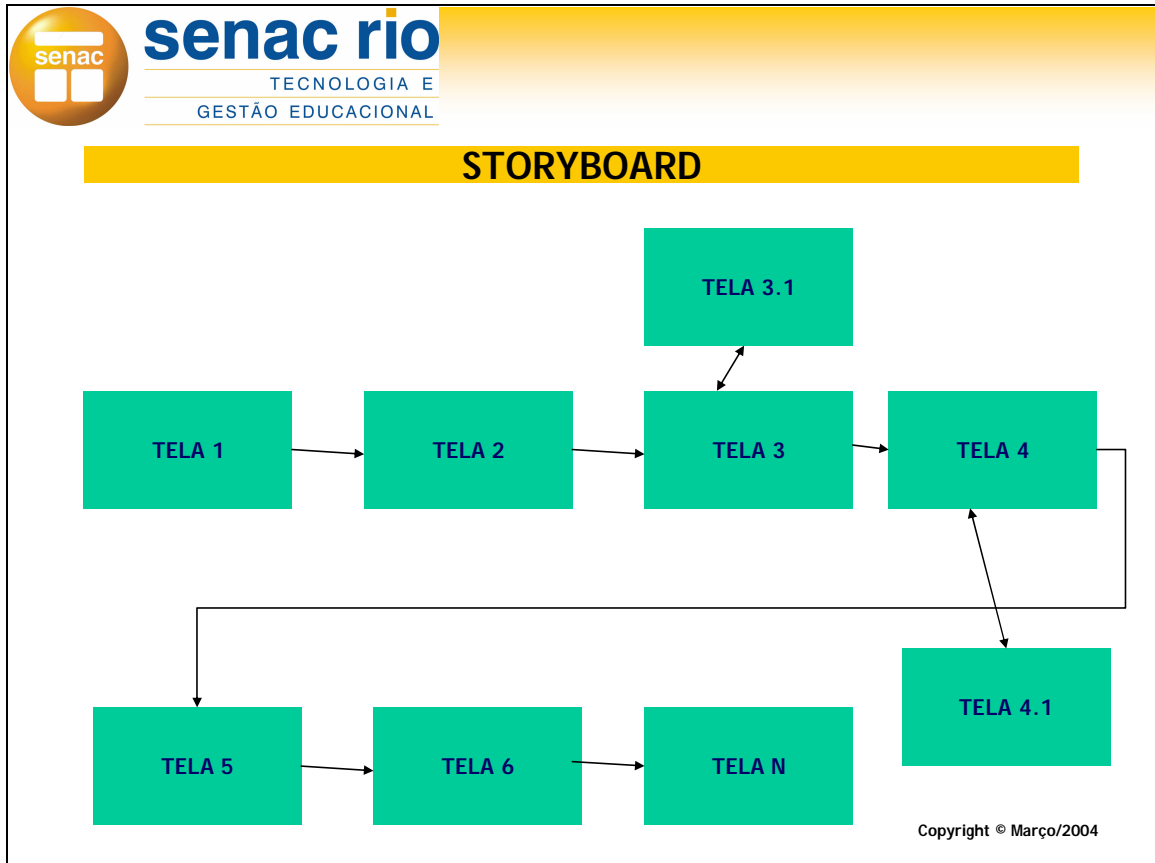 senac
senac rio
TECNOLOGIA E
GESTÃO EDUCACIONAL
STORYBOARD
TELA 3.1
TELA 1
TELA 2
TELA 3
TELA 4
TELA 4.1
TELA 5
TELA 6
TELA N
Copyright © Março/2004